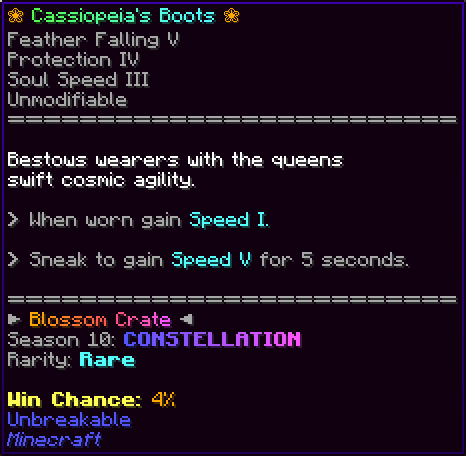 ❀ Cassiopeia's Boots ❀
Feather Falling V
Protection IV
Soul Speed III
Unmodifiable
================================
Bestows wearers with the queens
swift cosmic agility.
> When worn gain Speed I.
> Sneak to gain Speed V for 5 seconds.
================================
► Blossom Crate ◄
Season 10: CONSTELLATION
Rarity: Rare
Win Chance: 4%
Unbreakable
Minecraft